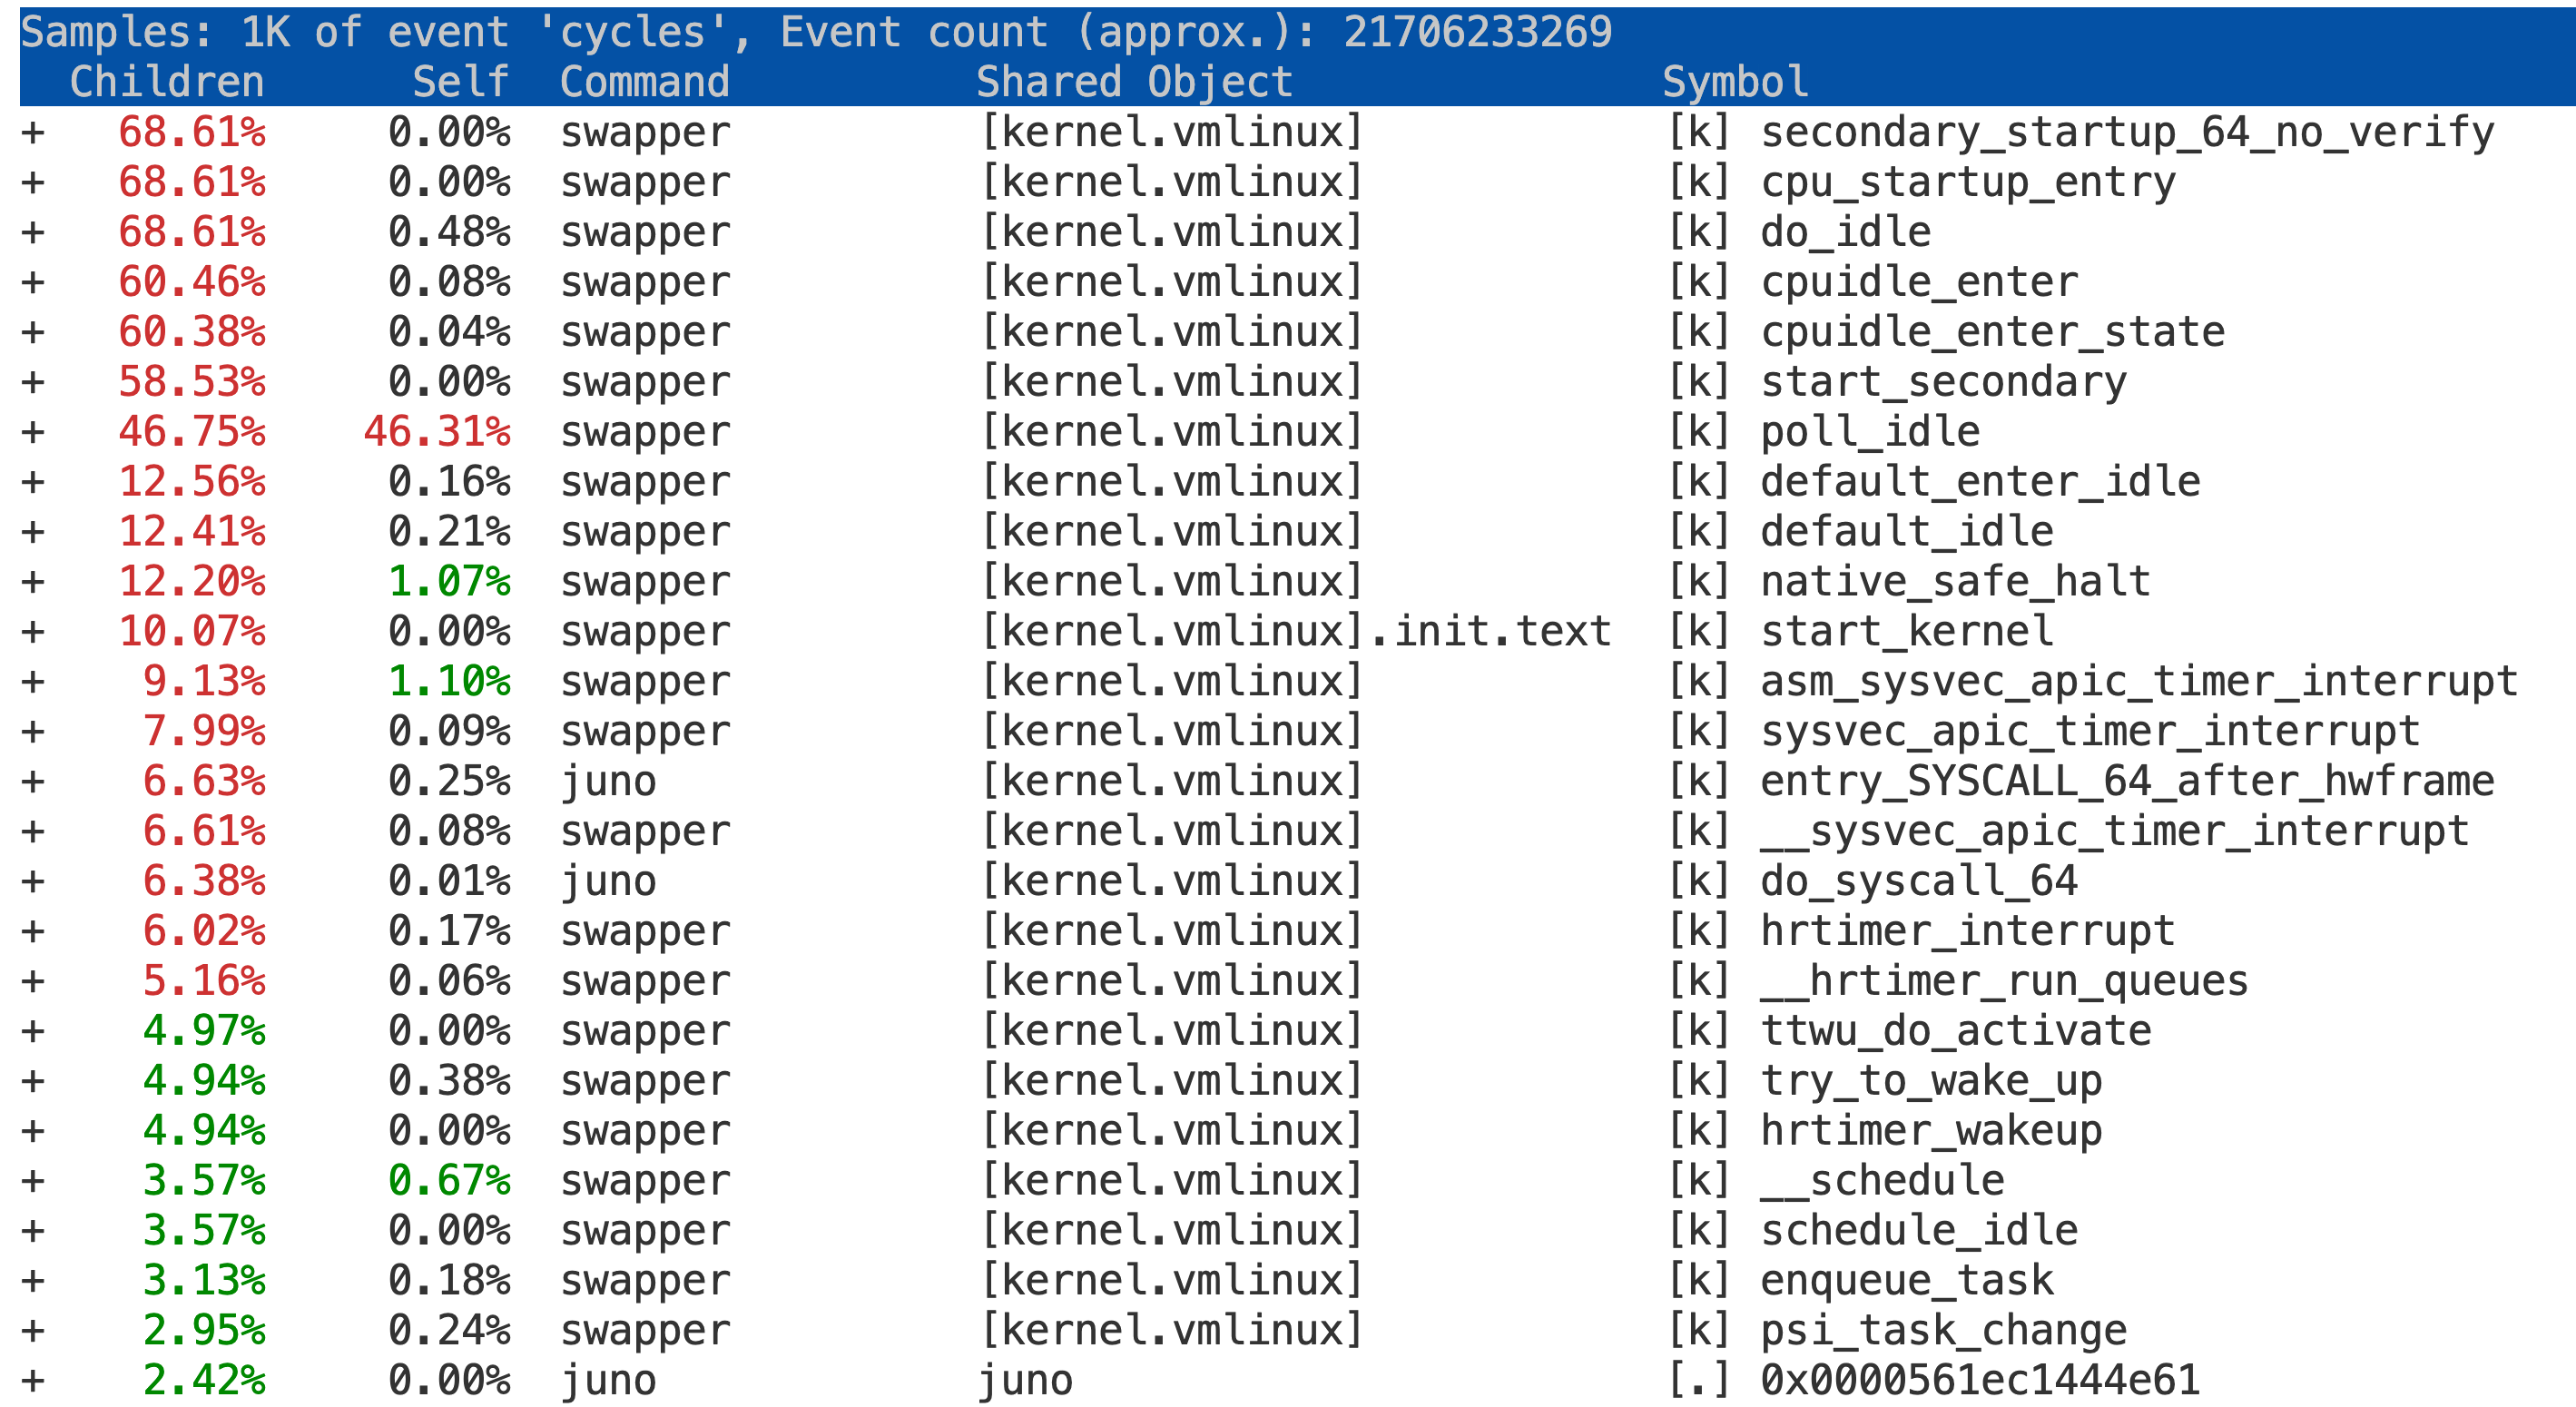 Samples: 1K of event 'cycles', Event count (approx.): 21706233269
Children Self Command Shared Object Symbol
+ 68.61% 0.00% swapper [kernel.vmlinux] [k] secondary_startup_64_no_verify
+ 68.61% 0.00% swapper [kernel.vmlinux] [k] cpu_startup_entry
+ 68.61% 0.48% swapper [kernel.vmlinux] [k] do_idle
+ 60.46% 0.08% swapper [kernel.vmlinux] [k] cpuidle_enter
+ 60.38% 0.04% swapper [kernel.vmlinux] [k] cpuidle_enter_state
+ 58.53% 0.00% swapper [kernel.vmlinux] [k] start_secondary
+ 46.75% 46.31% swapper [kernel.vmlinux] [k] poll_idle
+ 12.56% 0.16% swapper [kernel.vmlinux] [k] default_enter_idle
+ 12.41% 0.21% swapper [kernel.vmlinux] [k] default_idle
+ 12.20% 1.07% swapper [kernel.vmlinux] [k] native_safe_halt
+ 10.07% 0.00% swapper [kernel.vmlinux].init.text [k] start_kernel
+ 9.13% 1.10% swapper [kernel.vmlinux] [k] asm_sysvec_apic_timer_interrupt
+ 7.99% 0.09% swapper [kernel.vmlinux] [k] sysvec_apic_timer_interrupt
+ 6.63% 0.25% juno [kernel.vmlinux] [k] entry_SYSCALL_64_after_hwframe
+ 6.61% 0.08% swapper [kernel.vmlinux] [k] __sysvec_apic_timer_interrupt
+ 6.38% 0.01% juno [kernel.vmlinux] [k] do_syscall_64
+ 6.02% 0.17% swapper [kernel.vmlinux] [k] hrtimer_interrupt
+ 5.16% 0.06% swapper [kernel.vmlinux] [k] __hrtimer_run_queues
+ 4.97% 0.00% swapper [kernel.vmlinux] [k] ttwu_do_activate
+ 4.94% 0.38% swapper [kernel.vmlinux] [k] try_to_wake_up
+ 4.94% 0.00% swapper [kernel.vmlinux] [k] hrtimer_wakeup
+ 3.57% 0.67% swapper [kernel.vmlinux] [k] __schedule
+ 3.57% 0.00% swapper [kernel.vmlinux] [k] schedule_idle
+ 3.13% 0.18% swapper [kernel.vmlinux] [k] enqueue_task
+ 2.95% 0.24% swapper [kernel.vmlinux] [k] psi_task_change
+ 2.42% 0.00% juno juno [.] 0x0000561ec1444e61